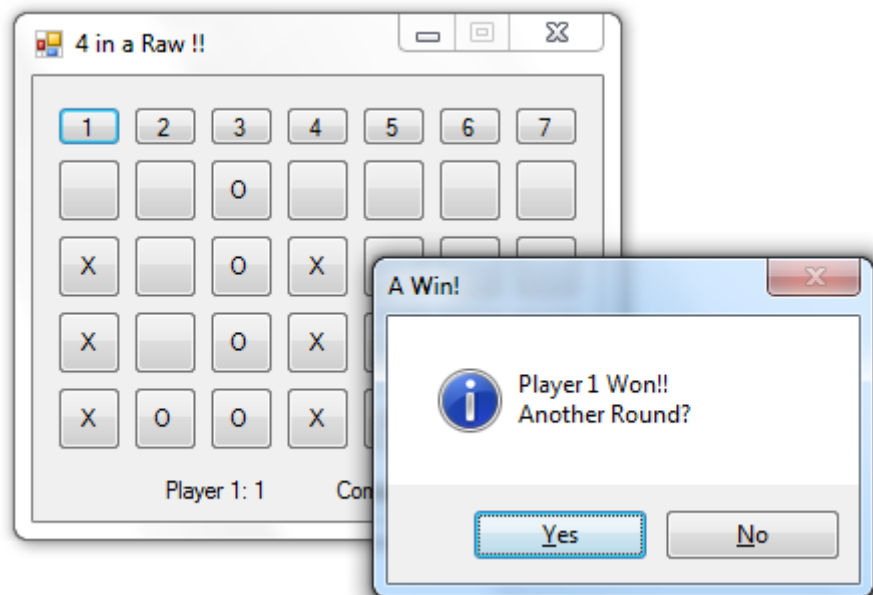 4 in a Raw !!
1 2 3 4 5 6 7
O
X O X
A Win!
X O X
Player 1 Won!!
Another Round?
X O O X
Player 1: 1
Yes No